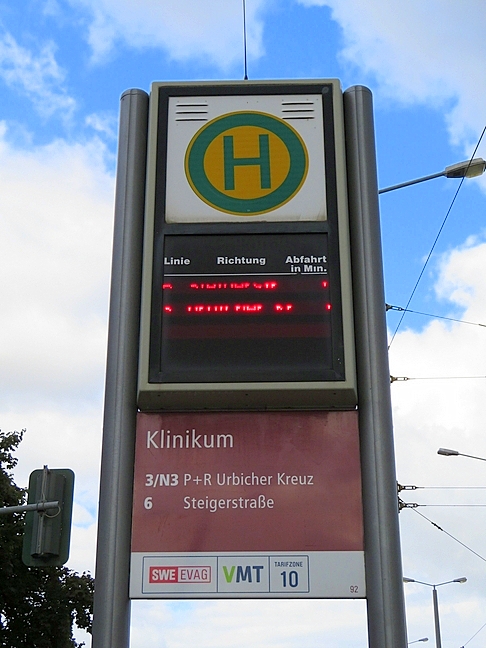 H
Linie Richtung Abfahrt
in Min.
Klinikum
3/N3 P+R Urbicher Kreuz
6 Steigerstraße
SWE EVAG VMT TARIFZONE
10
92